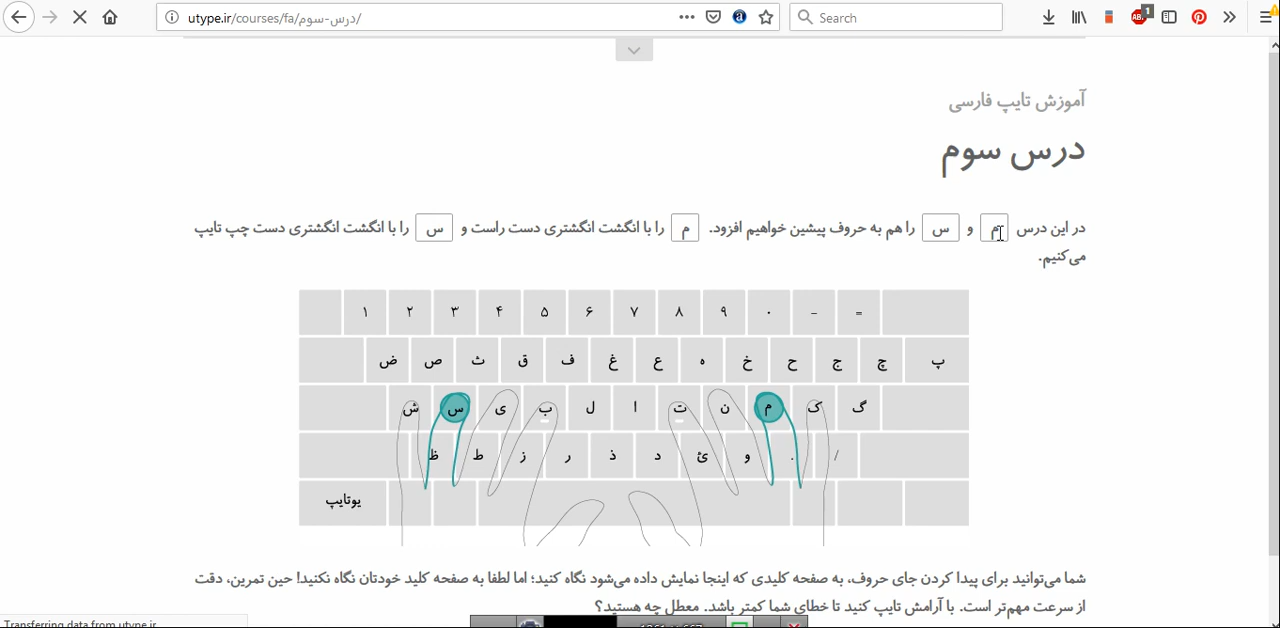 utype.ir/courses/fa/درس-سوم/
Search
1
آموزش تایپ فارسی
درس سوم
در این درس م و س را هم به حروف پیشین خواهیم افزود. م را با انگشت انگشتری دست راست و س را با انگشت انگشتری دست چپ تایپ
می‌کنیم.
۱ ۲ ۳ ۴ ۵ ۶ ۷ ۸ ۹ ۰ - =
ض ص ث ق ف غ ع ه خ ح ج چ پ
ش س ی ب ل ا ت ن م ک گ
ظ ط ز ر ذ د ئ و . /
یوتایپ
شما می‌توانید برای پیدا کردن جای حروف، به صفحه کلیدی که اینجا نمایش داده می‌شود نگاه کنید؛ اما لطفا به صفحه کلید خودتان نگاه نکنید! حین تمرین، دقت
از سرعت مهم‌تر است. با آرامش تایپ کنید تا خطای شما کمتر باشد. معطل چه هستید؟
Transferring data from utype.ir